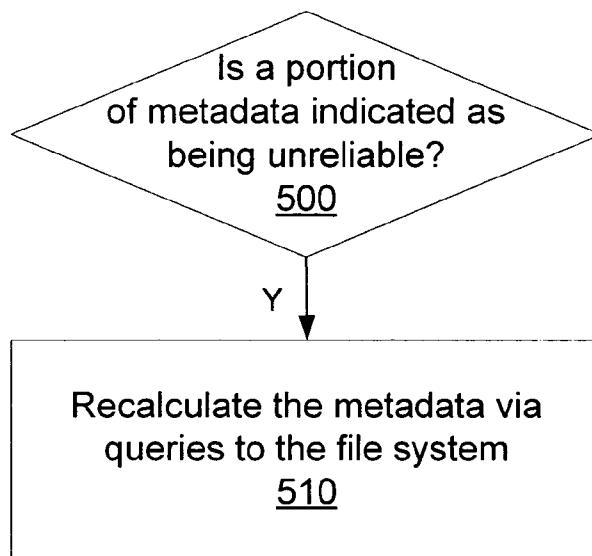 Is a portion
of metadata indicated as
being unreliable?
500
Y
Recalculate the metadata via
queries to the file system
510